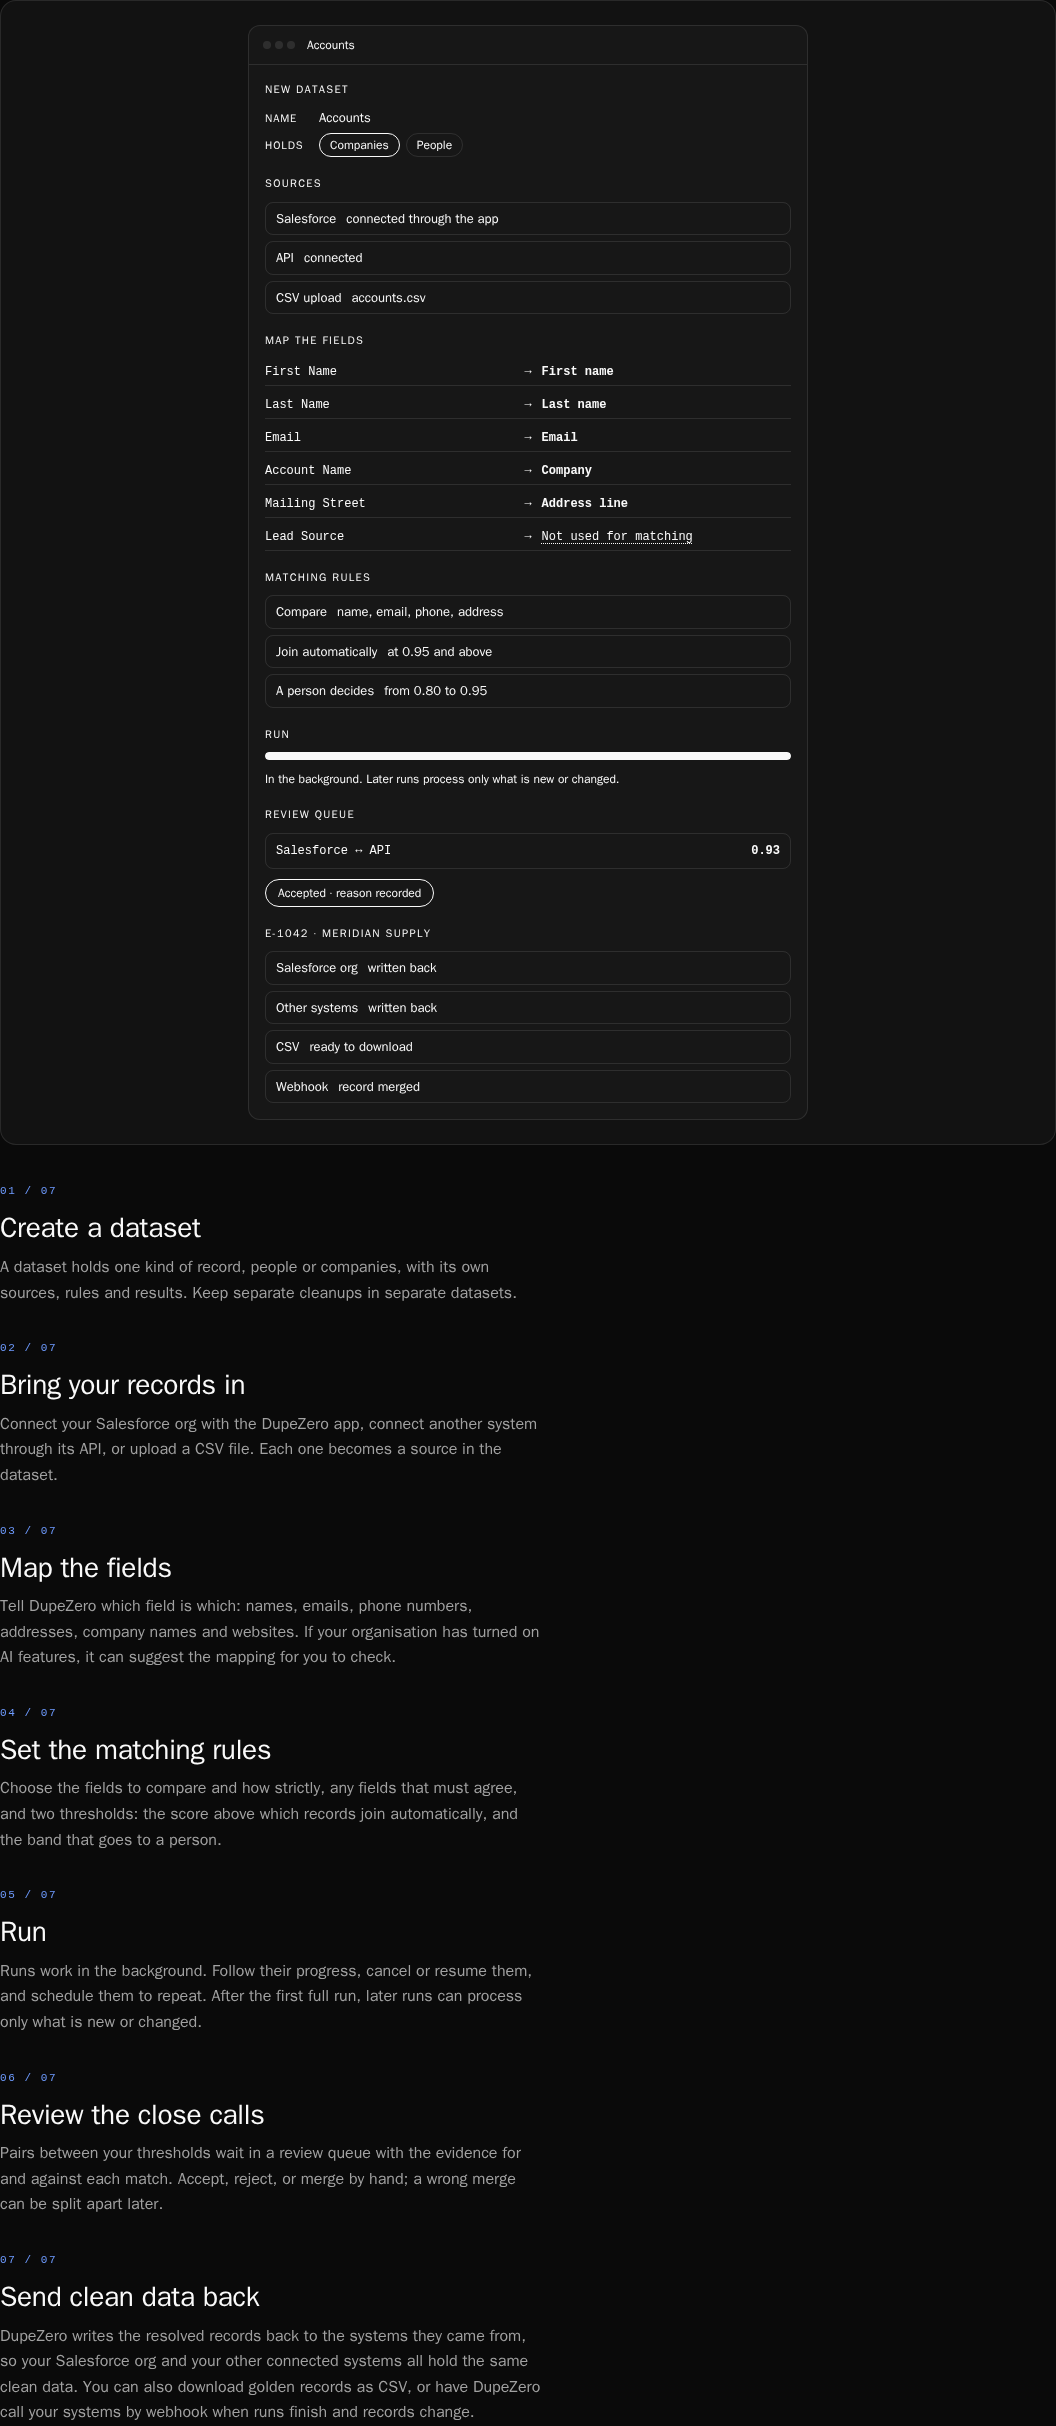 Accounts
NEW DATASET
NAME Accounts
HOLDS Companies People
SOURCES
Salesforce connected through the app
API connected
CSV upload accounts.csv
MAP THE FIELDS
First Name → First name
Last Name → Last name
Email → Email
Account Name → Company
Mailing Street → Address line
Lead Source → Not used for matching
MATCHING RULES
Compare name, email, phone, address
Join automatically at 0.95 and above
A person decides from 0.80 to 0.95
RUN
In the background. Later runs process only what is new or changed.
REVIEW QUEUE
Salesforce ↔ API 0.93
Accepted · reason recorded
E-1042 · MERIDIAN SUPPLY
Salesforce org written back
Other systems written back
CSV ready to download
Webhook record merged
01 / 07
Create a dataset
A dataset holds one kind of record, people or companies, with its own
sources, rules and results. Keep separate cleanups in separate datasets.
02 / 07
Bring your records in
Connect your Salesforce org with the DupeZero app, connect another system
through its API, or upload a CSV file. Each one becomes a source in the
dataset.
03 / 07
Map the fields
Tell DupeZero which field is which: names, emails, phone numbers,
addresses, company names and websites. If your organisation has turned on
AI features, it can suggest the mapping for you to check.
04 / 07
Set the matching rules
Choose the fields to compare and how strictly, any fields that must agree,
and two thresholds: the score above which records join automatically, and
the band that goes to a person.
05 / 07
Run
Runs work in the background. Follow their progress, cancel or resume them,
and schedule them to repeat. After the first full run, later runs can process
only what is new or changed.
06 / 07
Review the close calls
Pairs between your thresholds wait in a review queue with the evidence for
and against each match. Accept, reject, or merge by hand; a wrong merge
can be split apart later.
07 / 07
Send clean data back
DupeZero writes the resolved records back to the systems they came from,
so your Salesforce org and your other connected systems all hold the same
clean data. You can also download golden records as CSV, or have DupeZero
call your systems by webhook when runs finish and records change.